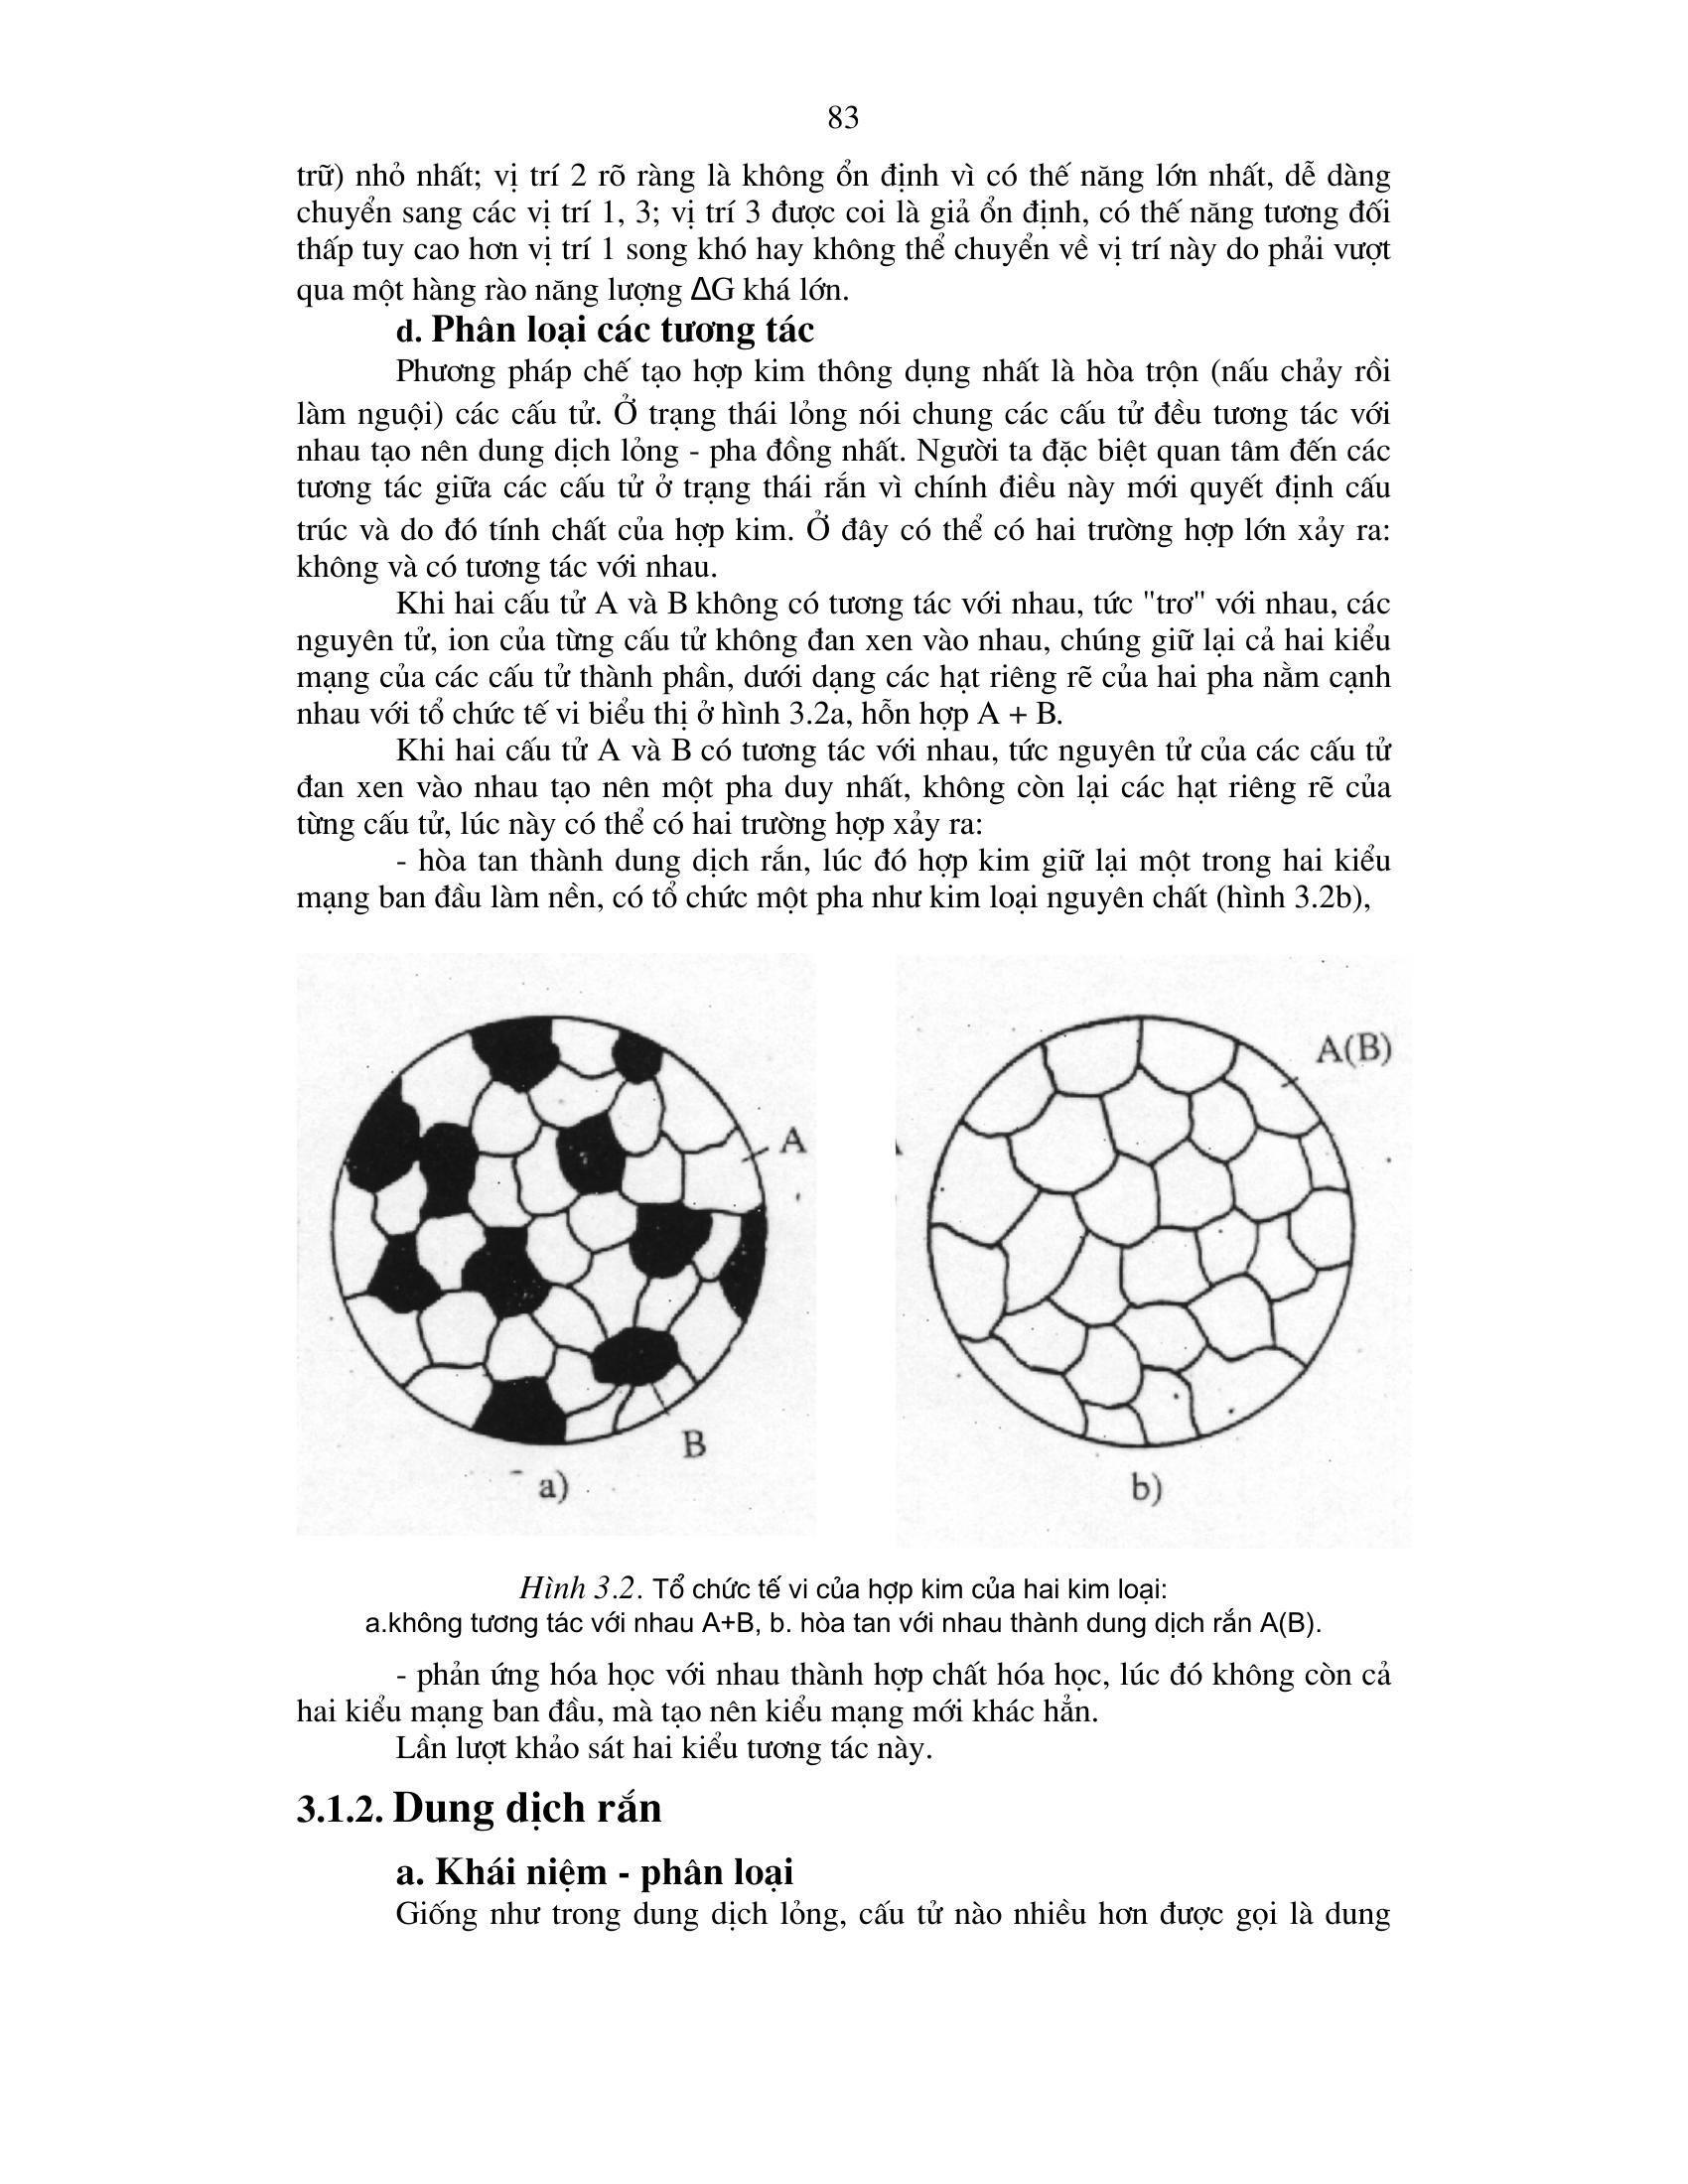 83
trữ) nhỏ nhất; vị trí 2 rõ ràng là không ổn định vì có thế năng lớn nhất, dễ dàng
chuyển sang các vị trí 1, 3; vị trí 3 được coi là giả ổn định, có thế năng tương đối
thấp tuy cao hơn vị trí 1 song khó hay không thể chuyển về vị trí này do phải vượt
qua một hàng rào năng lượng ΔG khá lớn.
d. Phân loại các tương tác
Phương pháp chế tạo hợp kim thông dụng nhất là hòa trộn (nấu chảy rồi
làm nguội) các cấu tử. Ở trạng thái lỏng nói chung các cấu tử đều tương tác với
nhau tạo nên dung dịch lỏng - pha đồng nhất. Người ta đặc biệt quan tâm đến các
tương tác giữa các cấu tử ở trạng thái rắn vì chính điều này mới quyết định cấu
trúc và do đó tính chất của hợp kim. Ở đây có thể có hai trường hợp lớn xảy ra:
không và có tương tác với nhau.
Khi hai cấu tử A và B không có tương tác với nhau, tức "trơ" với nhau, các
nguyên tử, ion của từng cấu tử không đan xen vào nhau, chúng giữ lại cả hai kiểu
mạng của các cấu tử thành phần, dưới dạng các hạt riêng rẽ của hai pha nằm cạnh
nhau với tổ chức tế vi biểu thị ở hình 3.2a, hỗn hợp A + B.
Khi hai cấu tử A và B có tương tác với nhau, tức nguyên tử của các cấu tử
đan xen vào nhau tạo nên một pha duy nhất, không còn lại các hạt riêng rẽ của
từng cấu tử, lúc này có thể có hai trường hợp xảy ra:
- hòa tan thành dung dịch rắn, lúc đó hợp kim giữ lại một trong hai kiểu
mạng ban đầu làm nền, có tổ chức một pha như kim loại nguyên chất (hình 3.2b),
A
B
a)
A(B)
b)
Hình 3.2. Tổ chức tế vi của hợp kim của hai kim loại:
a.không tương tác với nhau A+B, b. hòa tan với nhau thành dung dịch rắn A(B).
- phản ứng hóa học với nhau thành hợp chất hóa học, lúc đó không còn cả
hai kiểu mạng ban đầu, mà tạo nên kiểu mạng mới khác hẳn.
Lần lượt khảo sát hai kiểu tương tác này.
3.1.2. Dung dịch rắn
a. Khái niệm - phân loại
Giống như trong dung dịch lỏng, cấu tử nào nhiều hơn được gọi là dung